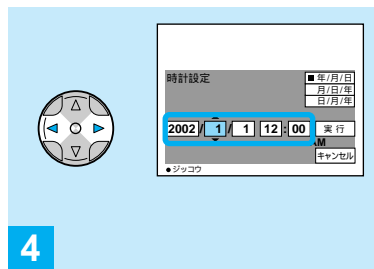 時計設定
■ 年/月/日
月/日/年
日/月/年
2002/ 1 / 1 12:00
実行
AM
キャンセル
●ジッコウ
4